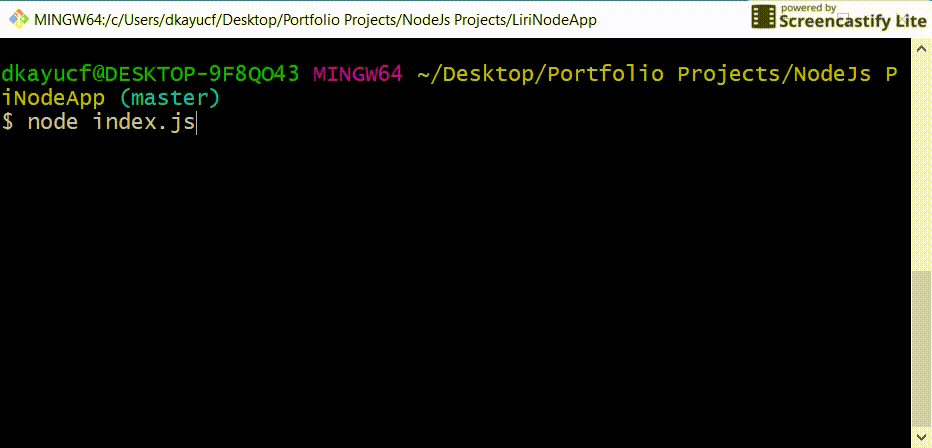 MINGW64:/c/Users/dkayucf/Desktop/Portfolio Projects/NodeJs Projects/LiriNodeApp
powered by
Screencastify Lite
dkayucf@DESKTOP-9F8QO43 MINGW64 ~/Desktop/Portfolio Projects/NodeJs P
iNodeApp (master)
$ node index.js